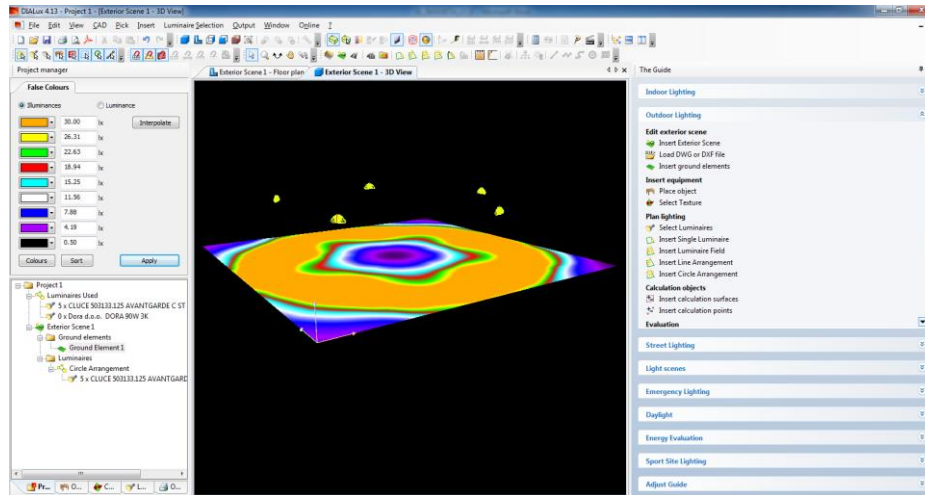 DIALux 4.13 - Project 1 - [Exterior Scene 1 - 3D View]
File Edit View CAD Pick Insert Luminaire Selection Output Window Online ?
Project manager
Exterior Scene 1 - Floor plan
Exterior Scene 1 - 3D View
The Guide
False Colours
Illuminances
Luminance
30.00 lx
Interpolate
26.31 lx
22.63 lx
18.94 lx
15.25 lx
11.56 lx
7.88 lx
4.19 lx
0.50 lx
Colours
Sort
Apply
Project 1
Luminaires Used
5 x CLUCE 503133.125 AVANTGARDE C ST
0 x Dora d.o.o. DORA 90W 3K
Exterior Scene 1
Ground elements
Ground Element 1
Luminaires
Circle Arrangement
5 x CLUCE 503133.125 AVANTGARD
Pr...
O...
C...
L...
O...
Indoor Lighting
Outdoor Lighting
Edit exterior scene
Insert Exterior Scene
Load DWG or DXF file
Insert ground elements
Insert equipment
Place object
Select Texture
Plan lighting
Select Luminaires
Insert Single Luminaire
Insert Luminaire Field
Insert Line Arrangement
Insert Circle Arrangement
Calculation objects
Insert calculation surfaces
Insert calculation points
Evaluation
Street Lighting
Light scenes
Emergency Lighting
Daylight
Energy Evaluation
Sport Site Lighting
Adjust Guide